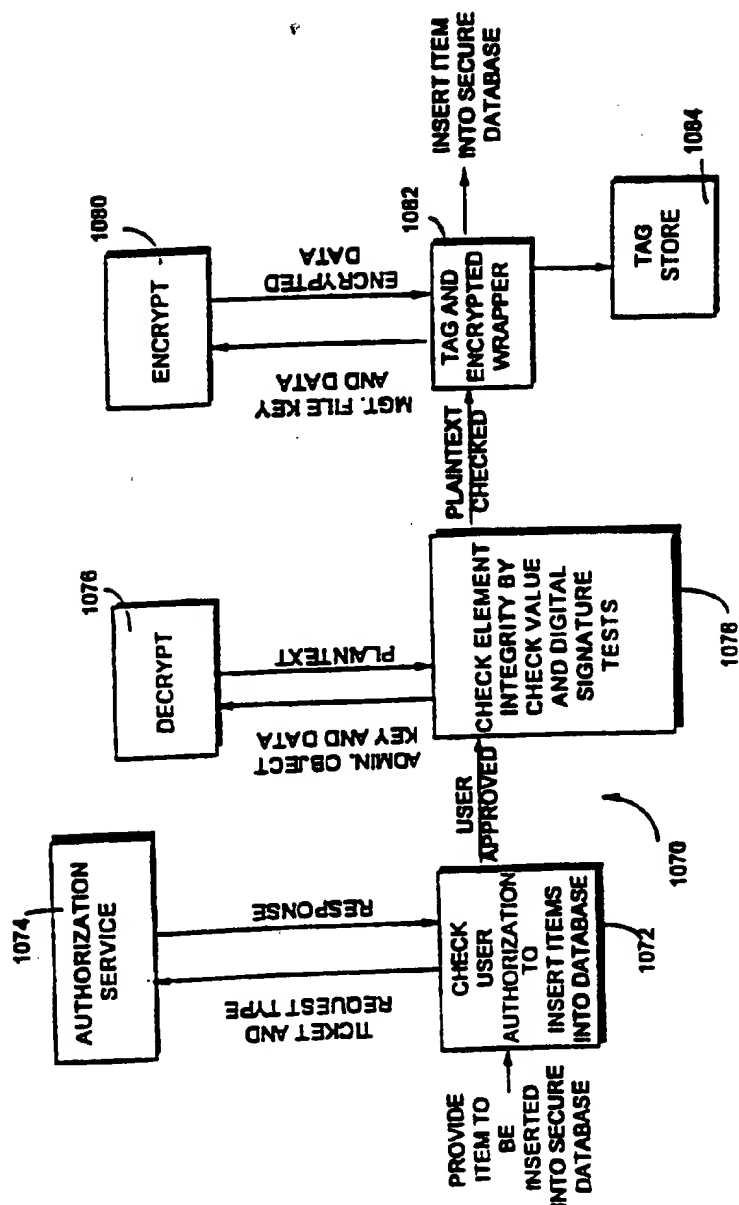 PROVIDE
ITEM TO
BE
INSERTED
INTO SECURE
DATABASE
CHECK
USER
AUTHORIZATION
TO
INSERT ITEMS
INTO DATABASE
1072
TICKET AND
REQUEST TYPE
RESPONSE
AUTHORIZATION
SERVICE
1074
USER
APPROVED
1070
CHECK ELEMENT
INTEGRITY BY
CHECK VALUE
AND DIGITAL
SIGNATURE
TESTS
1078
ADMIN. OBJECT
KEY AND DATA
PLAINTEXT
DECRYPT
1076
PLAINTEXT
CHECKED
TAG AND
ENCRYPTED
WRAPPER
1082
MGT. FILE KEY
AND DATA
ENCRYPTED
DATA
ENCRYPT
1080
INSERT ITEM
INTO SECURE
DATABASE
TAG
STORE
1084